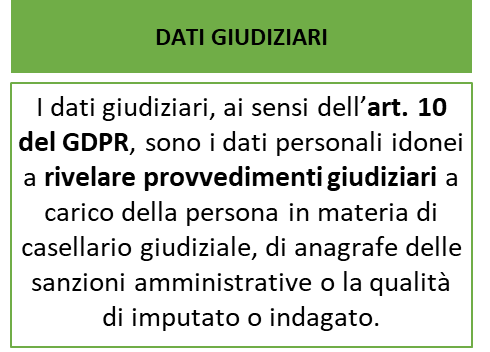 DATI GIUDIZIARI
I dati giudiziari, ai sensi dell’art. 10
del GDPR, sono i dati personali idonei
a rivelare provvedimenti giudiziari a
carico della persona in materia di
casellario giudiziale, di anagrafe delle
sanzioni amministrative o la qualità
di imputato o indagato.